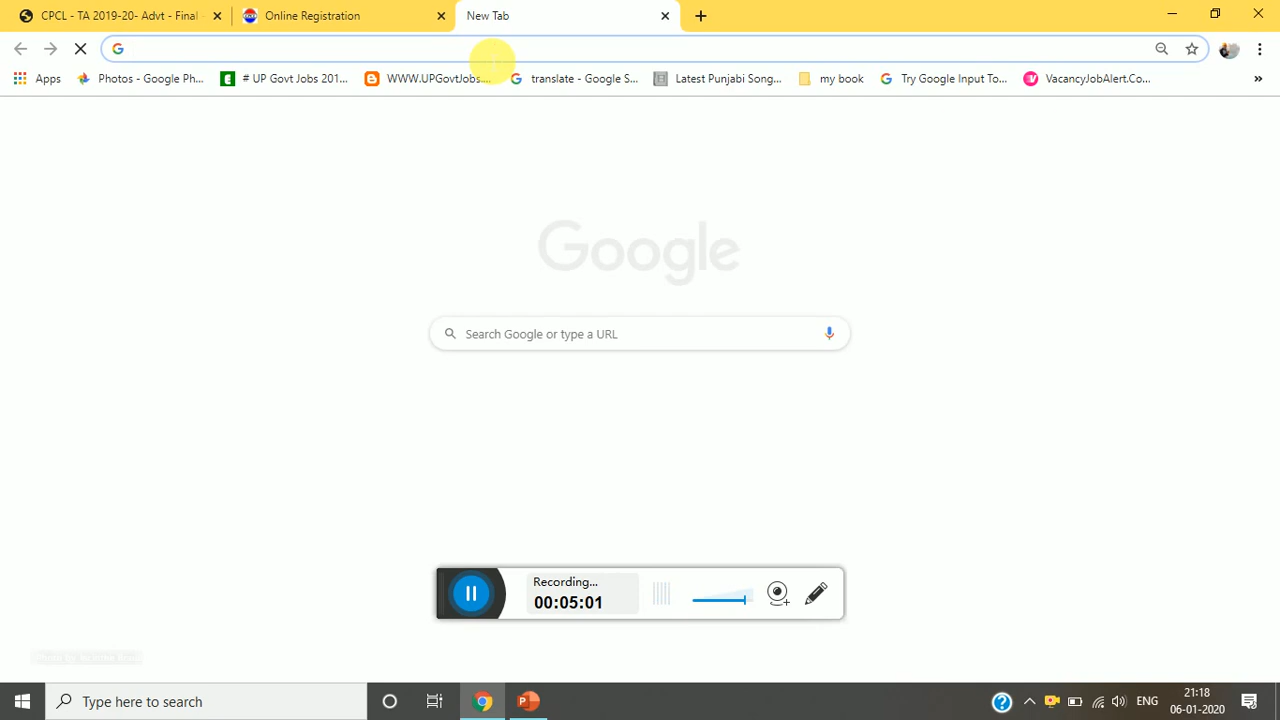 CPCL - TA 2019-20- Advt - Final
Online Registration
New Tab
Apps
Photos - Google Ph...
# UP Govt Jobs 201...
WWW.UPGovtJobs....
translate - Google S...
Latest Punjabi Song...
my book
Try Google Input To...
VacancyJobAlert.Co...
Google
Search Google or type a URL
Recording...
00:05:01
Type here to search
ENG
21:18
06-01-2020